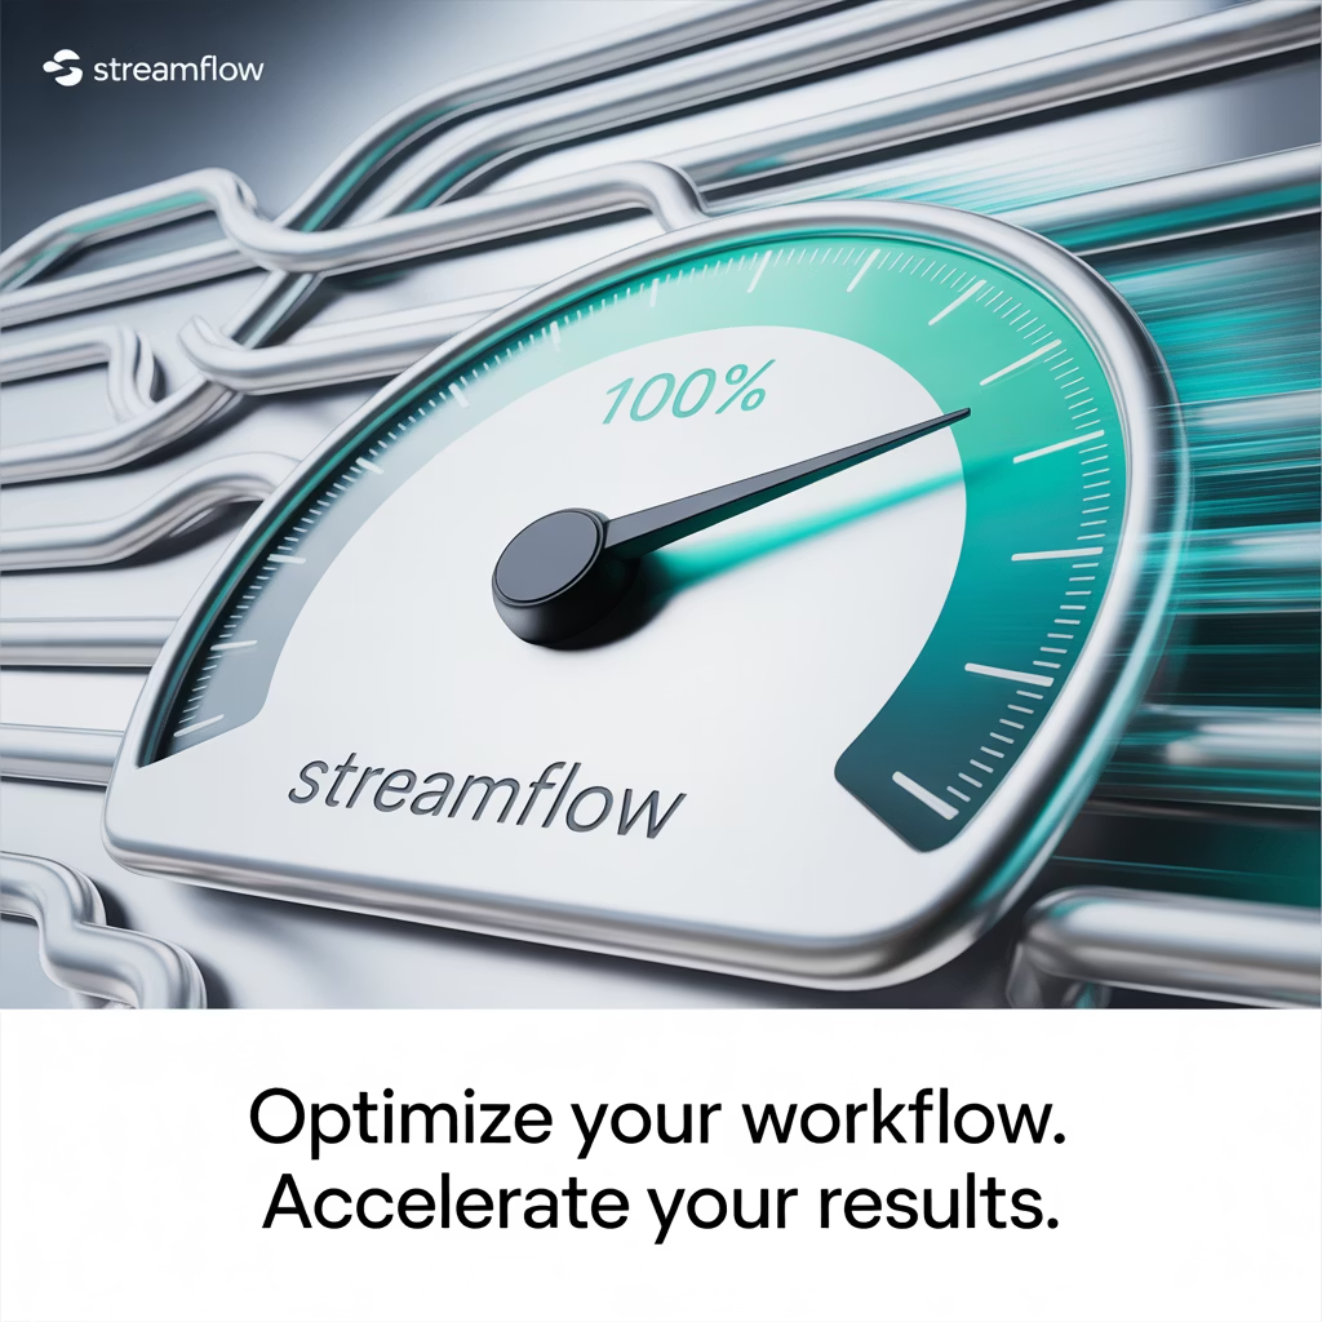 streamflow
100%
streamflow
Optimize your workflow.
Accelerate your results.